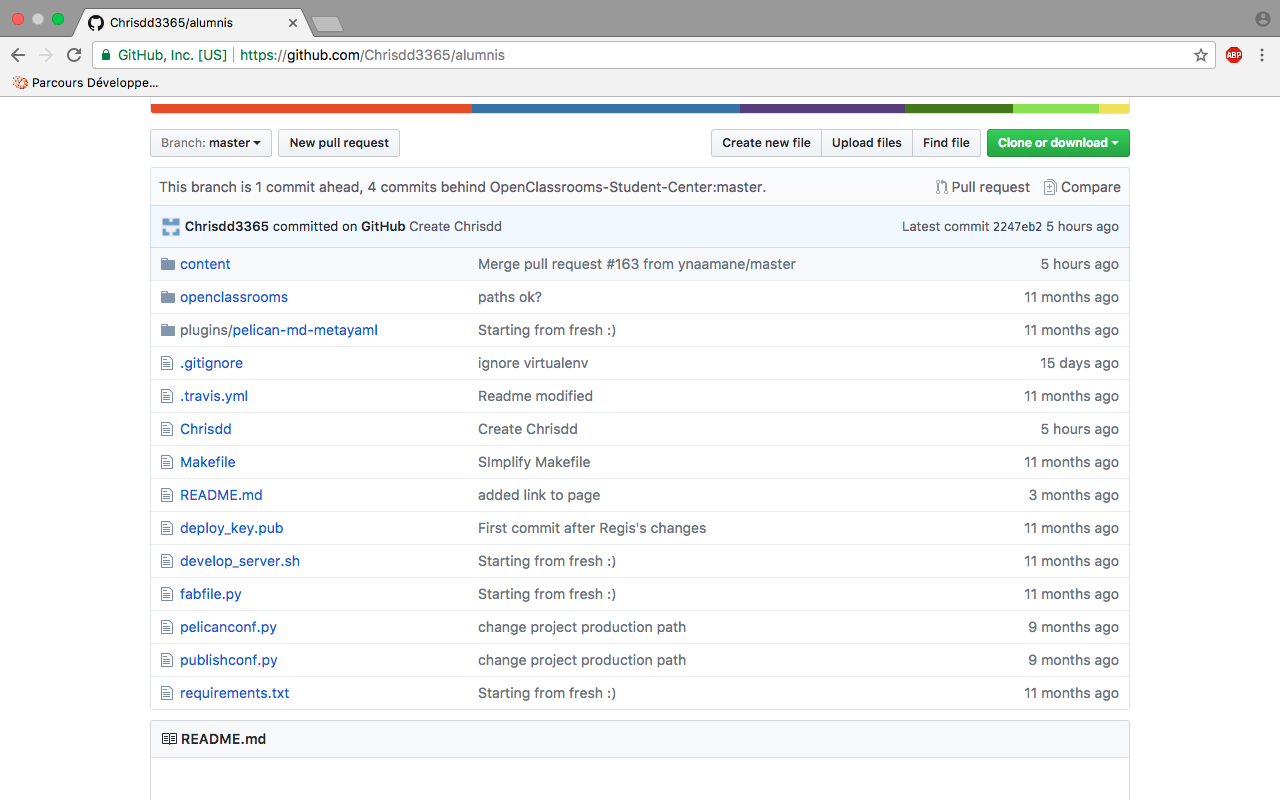 Chrisdd3365/alumnis
GitHub, Inc. [US] https://github.com/Chrisdd3365/alumnis
ABP
Parcours Développe...
Branch: master New pull request Create new file Upload files Find file Clone or download
This branch is 1 commit ahead, 4 commits behind OpenClassrooms-Student-Center:master. Pull request Compare
Chrisdd3365 committed on GitHub Create Chrisdd Latest commit 2247eb2 5 hours ago
content Merge pull request #163 from ynaamane/master 5 hours ago
openclassrooms paths ok? 11 months ago
plugins/pelican-md-metayaml Starting from fresh :) 11 months ago
.gitignore ignore virtualenv 15 days ago
.travis.yml Readme modified 11 months ago
Chrisdd Create Chrisdd 5 hours ago
Makefile SImplify Makefile 11 months ago
README.md added link to page 3 months ago
deploy_key.pub First commit after Regis's changes 11 months ago
develop_server.sh Starting from fresh :) 11 months ago
fabfile.py Starting from fresh :) 11 months ago
pelicanconf.py change project production path 9 months ago
publishconf.py change project production path 9 months ago
requirements.txt Starting from fresh :) 11 months ago
README.md